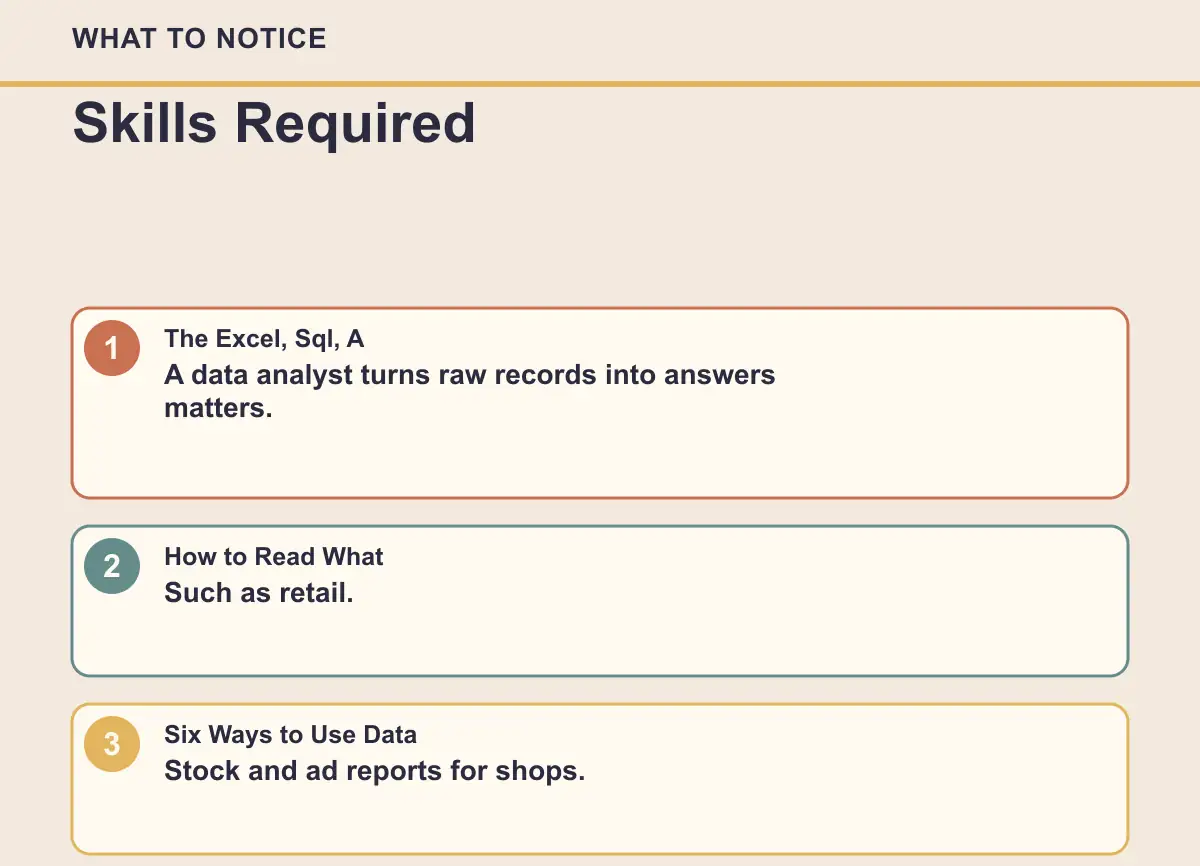 WHAT TO NOTICE
Skills Required
1
The Excel, Sql, A
A data analyst turns raw records into answers
matters.
2
How to Read What
Such as retail.
3
Six Ways to Use Data
Stock and ad reports for shops.